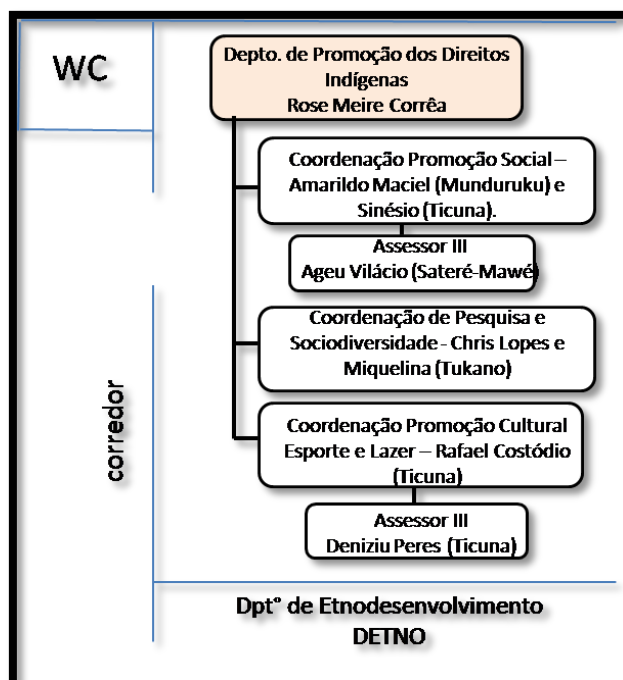 WC
Depto. de Promoção dos Direitos
Indígenas
Rose Meire Corrêa
Coordenação Promoção Social –
Amarildo Maciel (Munduruku) e
Sinésio (Ticuna).
Assessor III
Ageu Vilácio (Sateré-Mawé)
Coordenação de Pesquisa e
Sociodiversidade - Chris Lopes e
Miquelina (Tukano)
corredor
Coordenação Promoção Cultural
Esporte e Lazer – Rafael Costódio
(Ticuna)
Assessor III
Deniziu Peres (Ticuna)
Dptº de Etnodesenvolvimento
DETNO